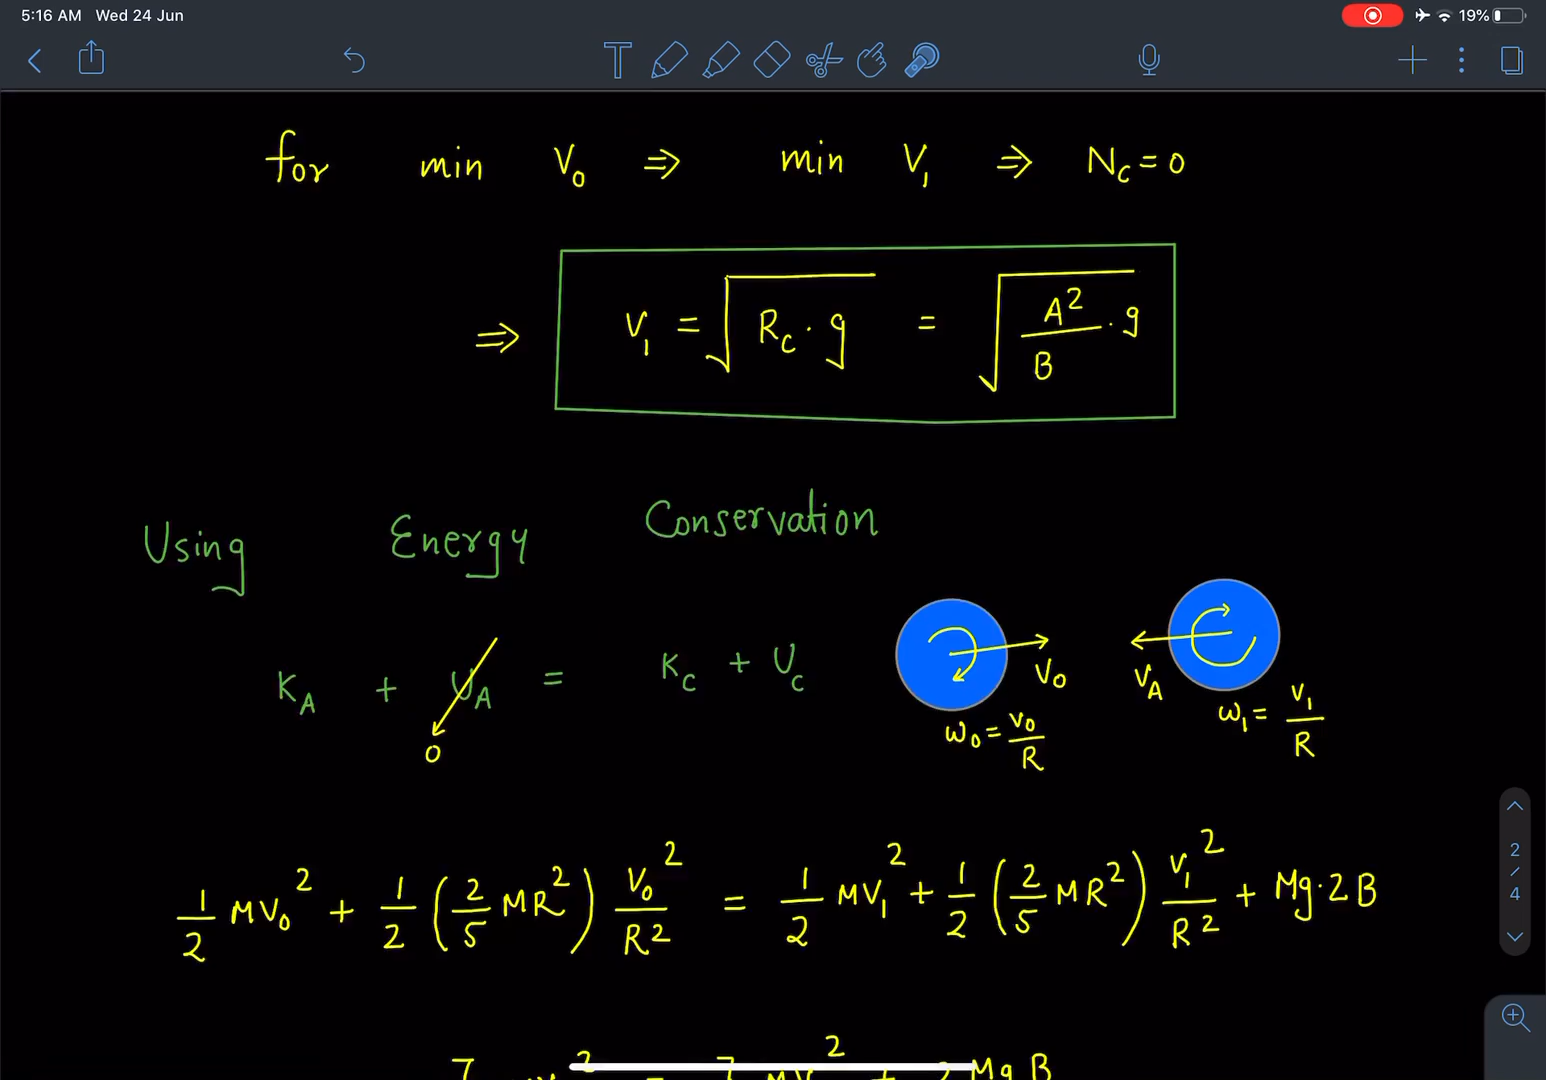 5:16 AM Wed 24 Jun 19%
for min V₀ ⇒ min V₁ ⇒ N_C = 0
⇒ V₁ = √(R_C · g) = √(A²/B · g)
Using Energy Conservation
K_A + U_A = K_C + U_C
0
V₀ V_A
ω₀ = V₀/R ω₁ = V₁/R
1/2 MV₀² + 1/2 (2/5 MR²) V₀²/R² = 1/2 MV₁² + 1/2 (2/5 MR²) V₁²/R² + Mg·2B
2
/
4